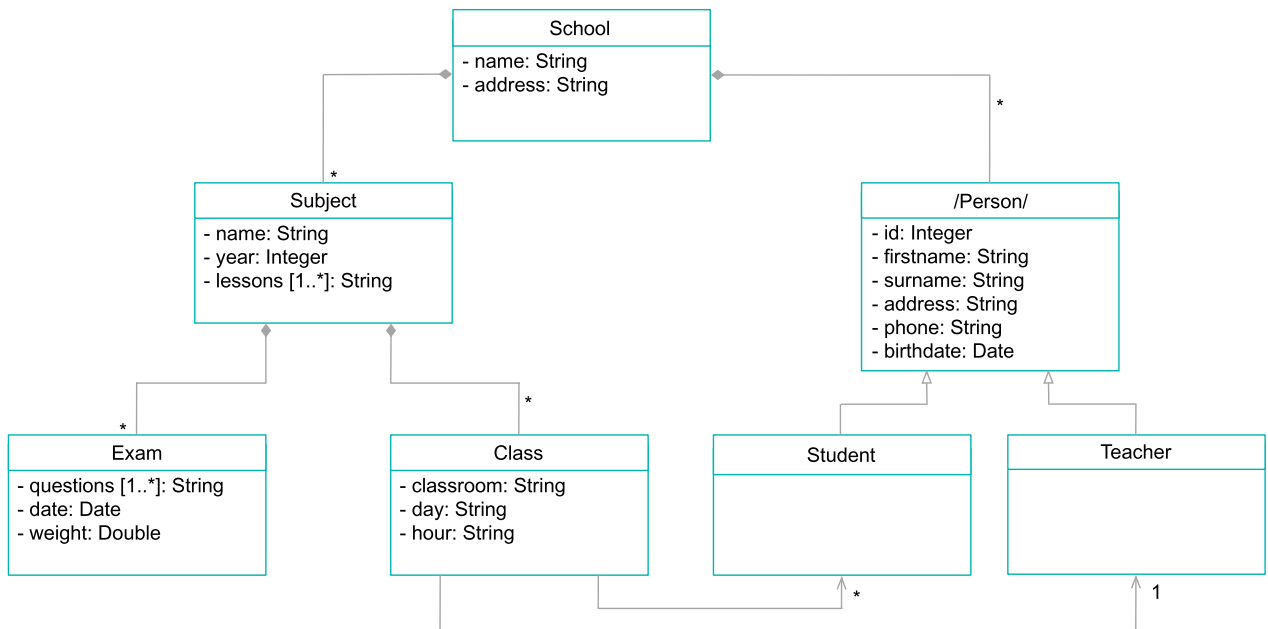 School
- name: String
- address: String
*
*
Subject
- name: String
- year: Integer
- lessons [1..*]: String
/Person/
- id: Integer
- firstname: String
- surname: String
- address: String
- phone: String
- birthdate: Date
*
*
Exam
- questions [1..*]: String
- date: Date
- weight: Double
Class
- classroom: String
- day: String
- hour: String
Student
Teacher
*
1